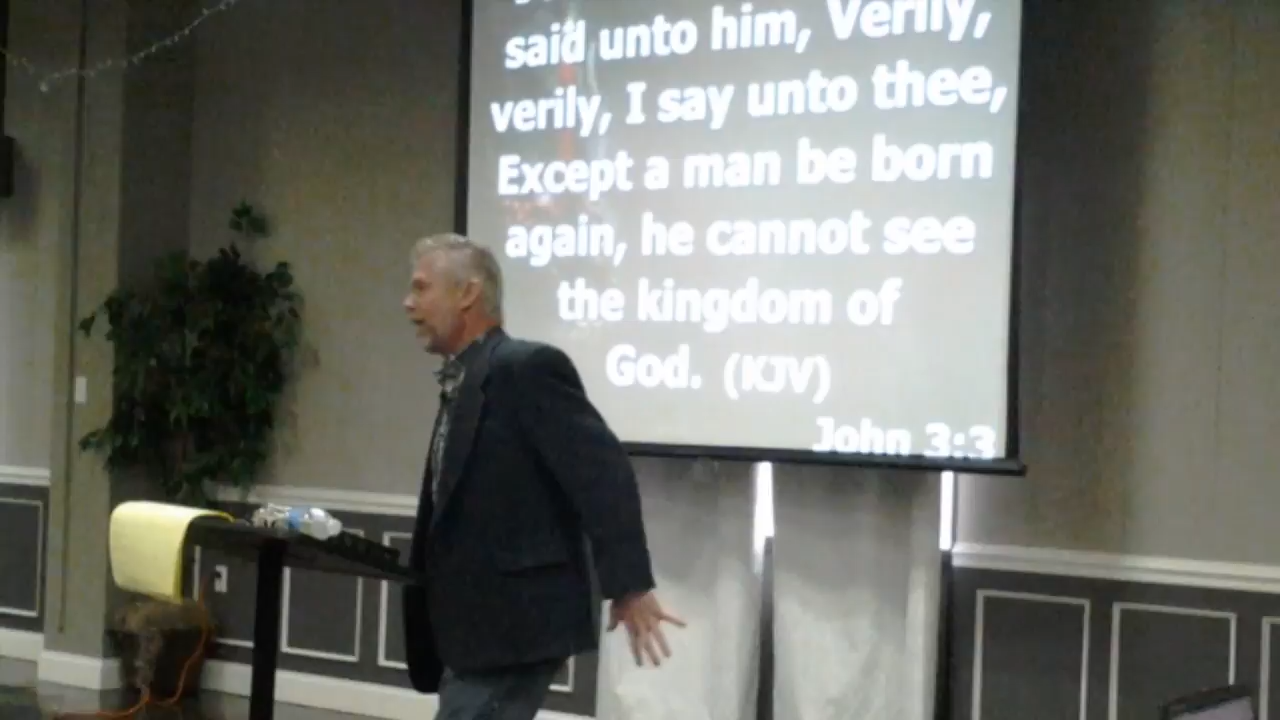 said unto him, Verily,
verily, I say unto thee,
Except a man be born
again, he cannot see
the kingdom of
God. (KJV)
John 3:3